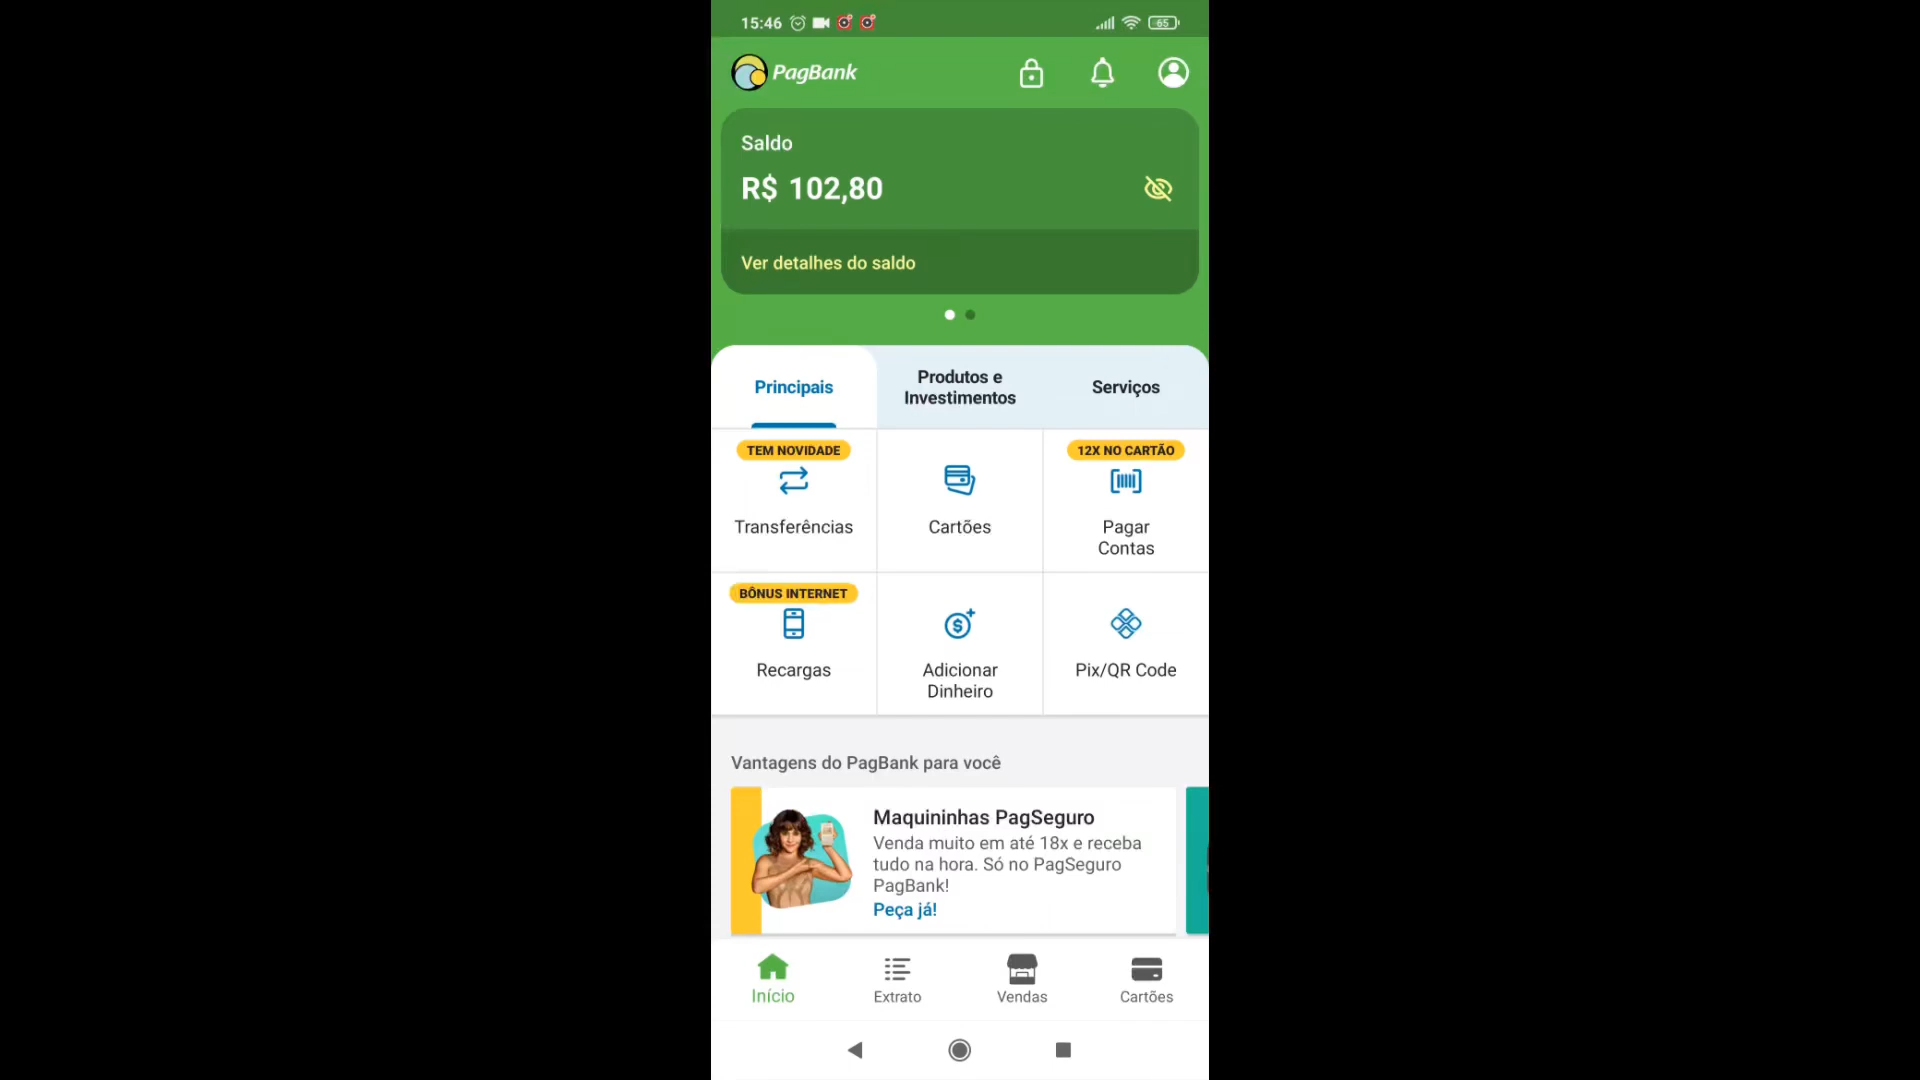 15:46
65
PagBank
Saldo
R$ 102,80
Ver detalhes do saldo
Principais
Produtos e
Investimentos
Serviços
TEM NOVIDADE
12X NO CARTÃO
Transferências
Cartões
Pagar
Contas
BÔNUS INTERNET
Recargas
Adicionar
Dinheiro
Pix/QR Code
Vantagens do PagBank para você
Maquininhas PagSeguro
Venda muito em até 18x e receba
tudo na hora. Só no PagSeguro
PagBank!
Peça já!
Início
Extrato
Vendas
Cartões